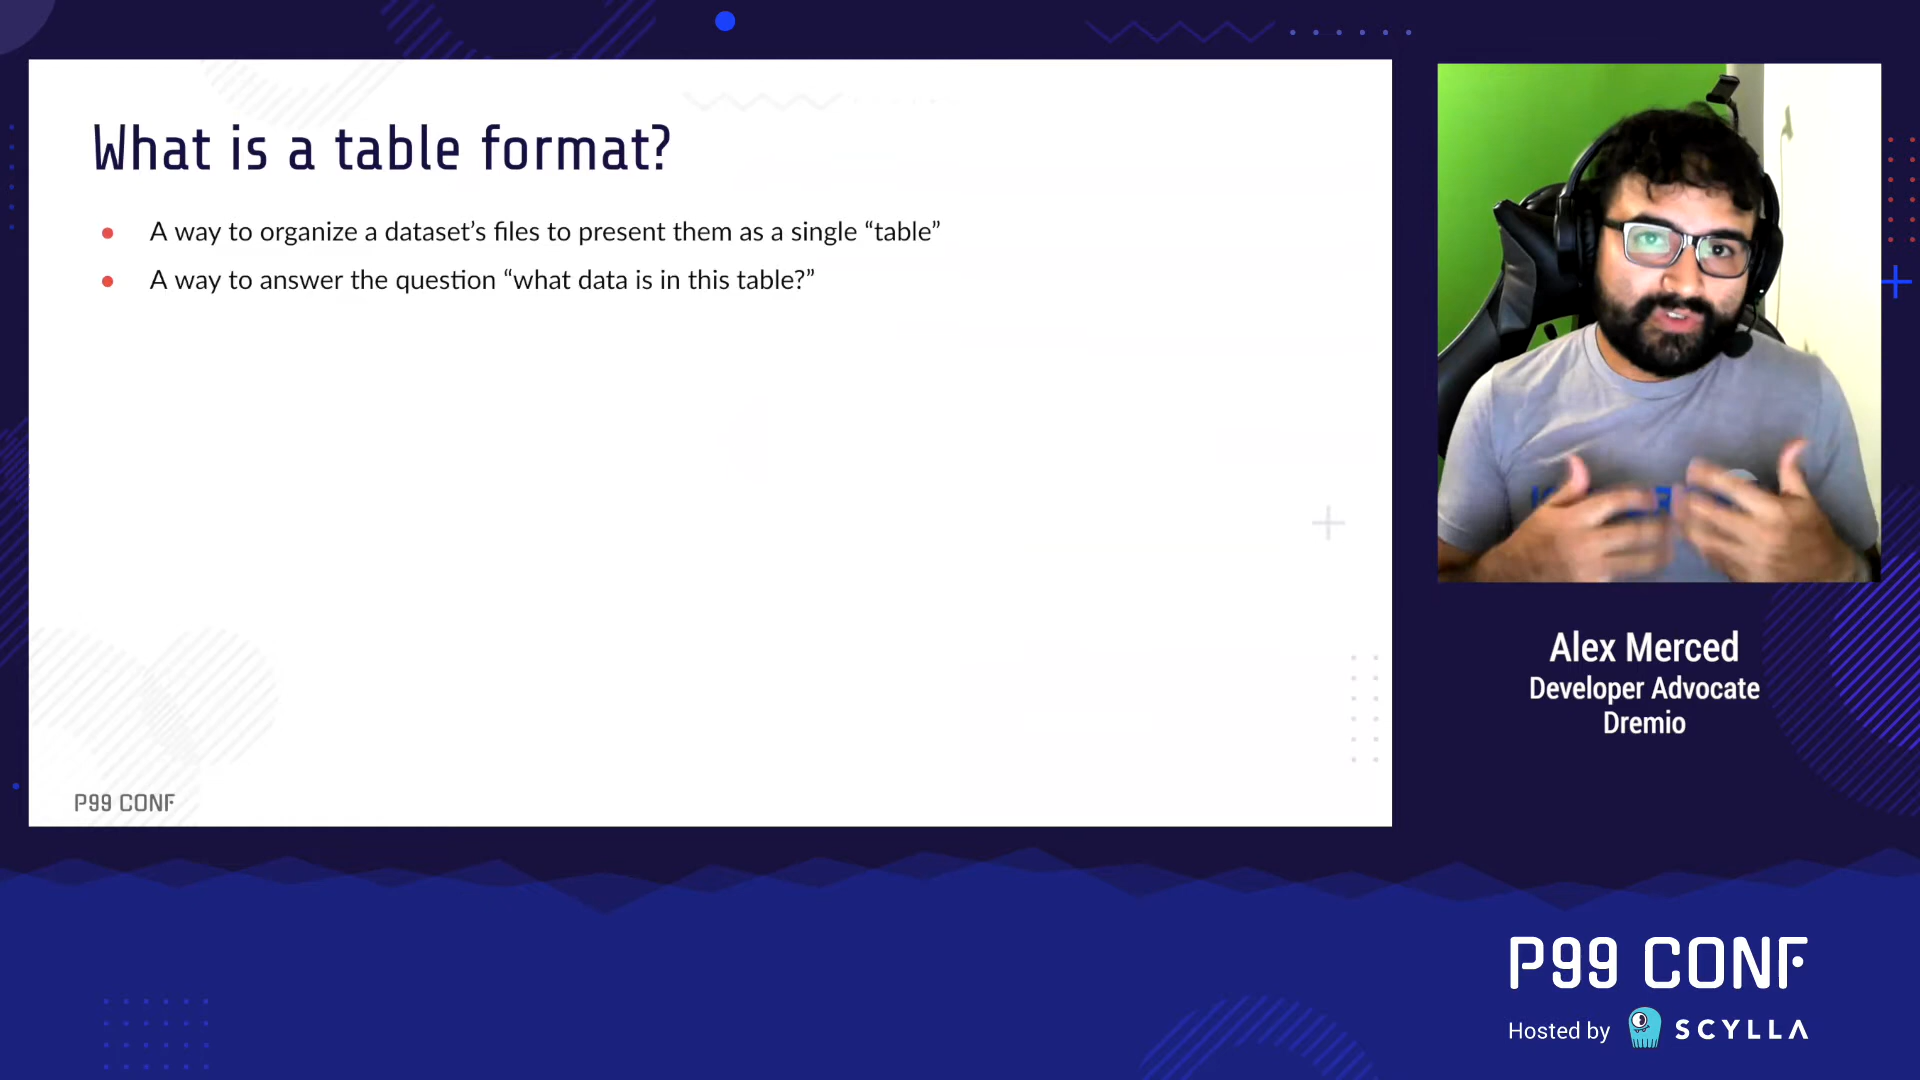 What is a table format?
A way to organize a dataset’s files to present them as a single “table”
A way to answer the question “what data is in this table?”
P99 CONF
Alex Merced
Developer Advocate
Dremio
P99 CONF
Hosted by SCYLLA